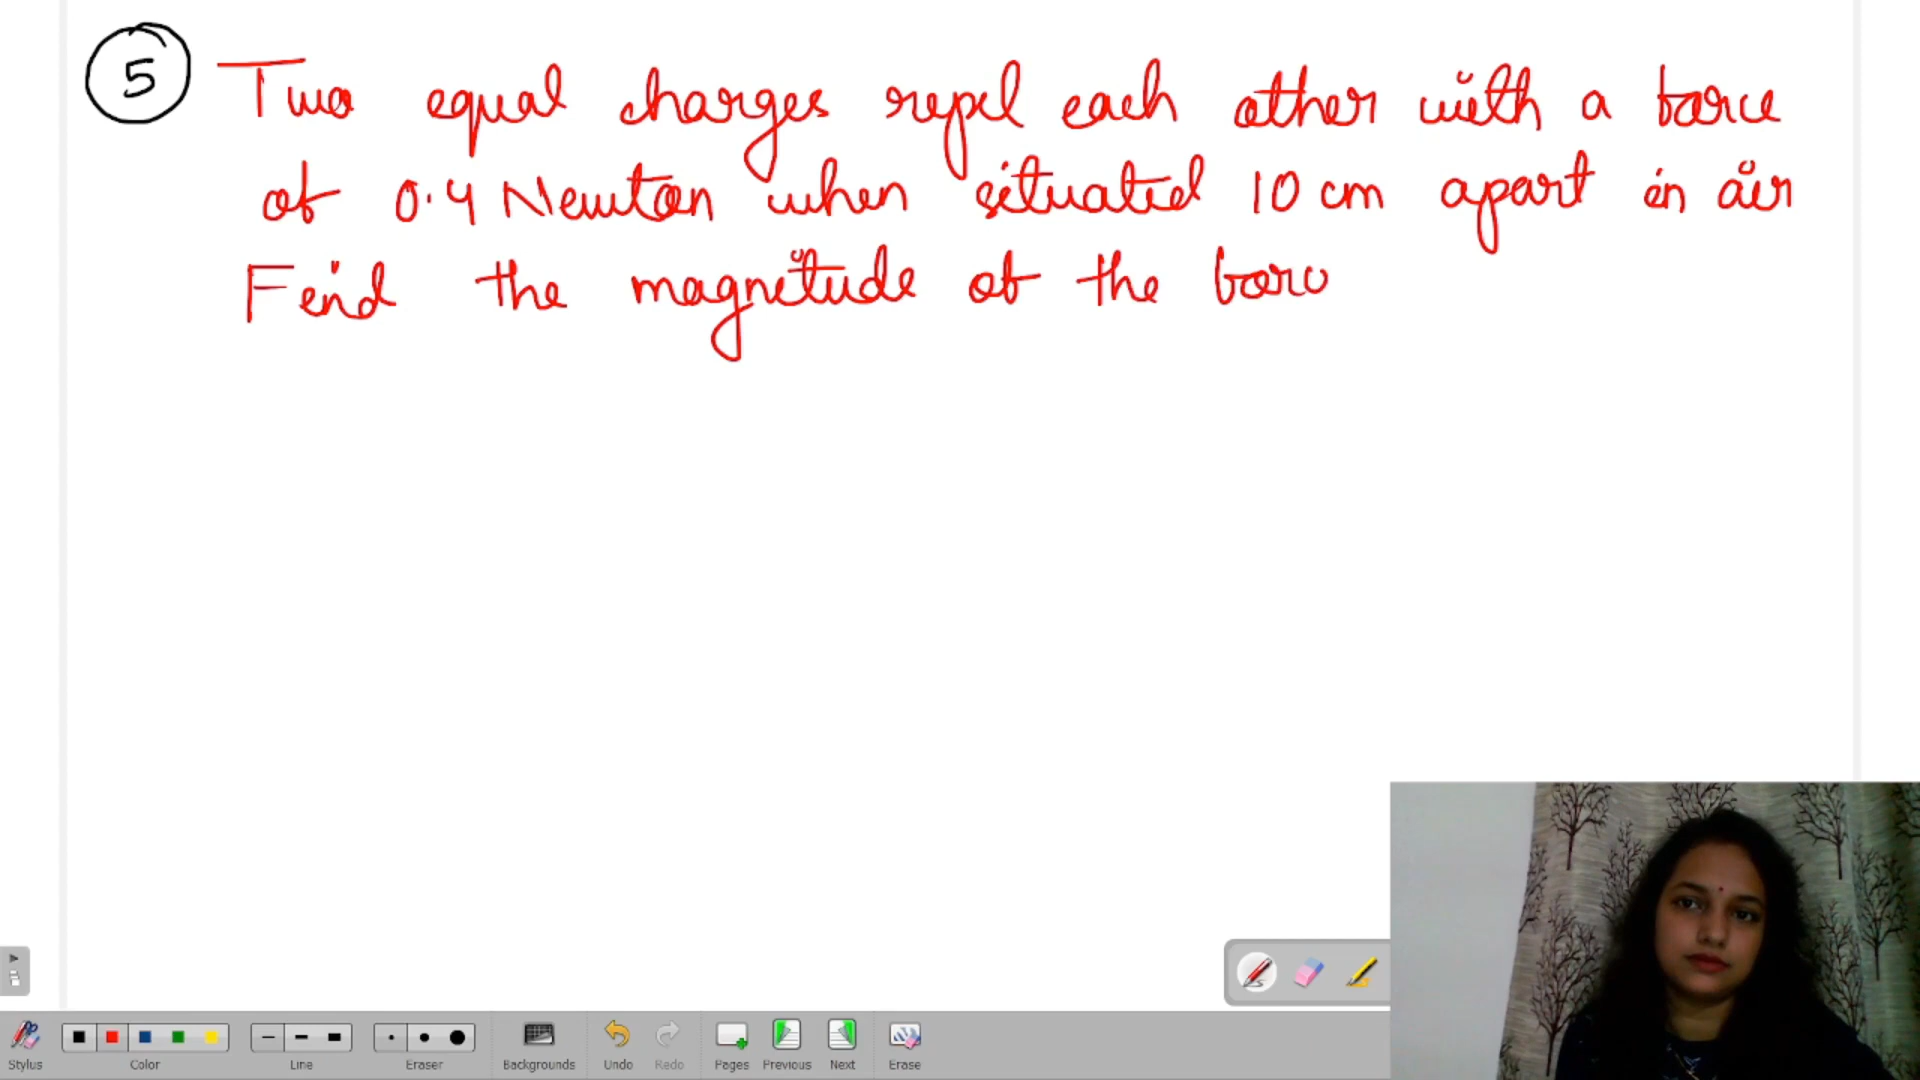 5 Two equal charges repel each other with a force
of 0.4 Newton when situated 10 cm apart in air
Find the magnitude of the forc
Stylus Color Line Eraser Backgrounds Undo Redo Pages Previous Next Erase